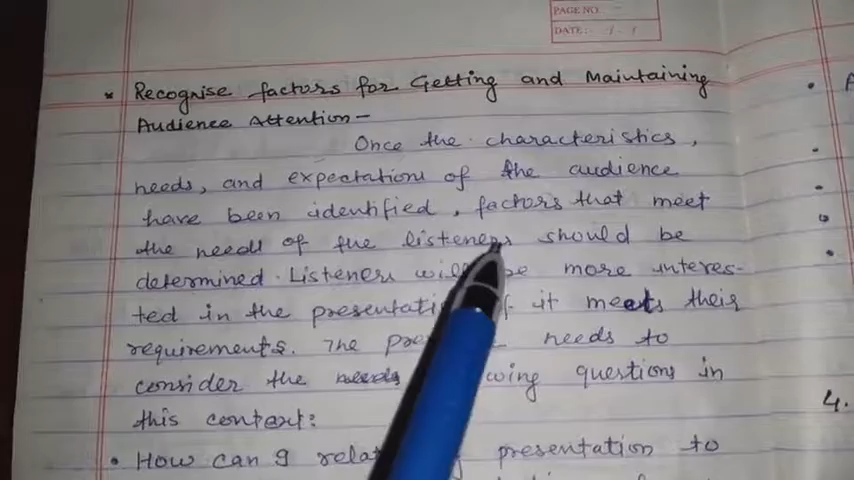 PAGE NO.
DATE: / /
* Recognise factors for Getting and Maintaining
Audience Attention -
Once the characteristics,
needs, and expectations of the audience
have been identified, factors that meet
the needs of the listeners should be
determined. Listeners will be more interes-
ted in the presentation if it meets their
requirements. The needs to
consider the questions in
this context:
• How can I presentation to
4.